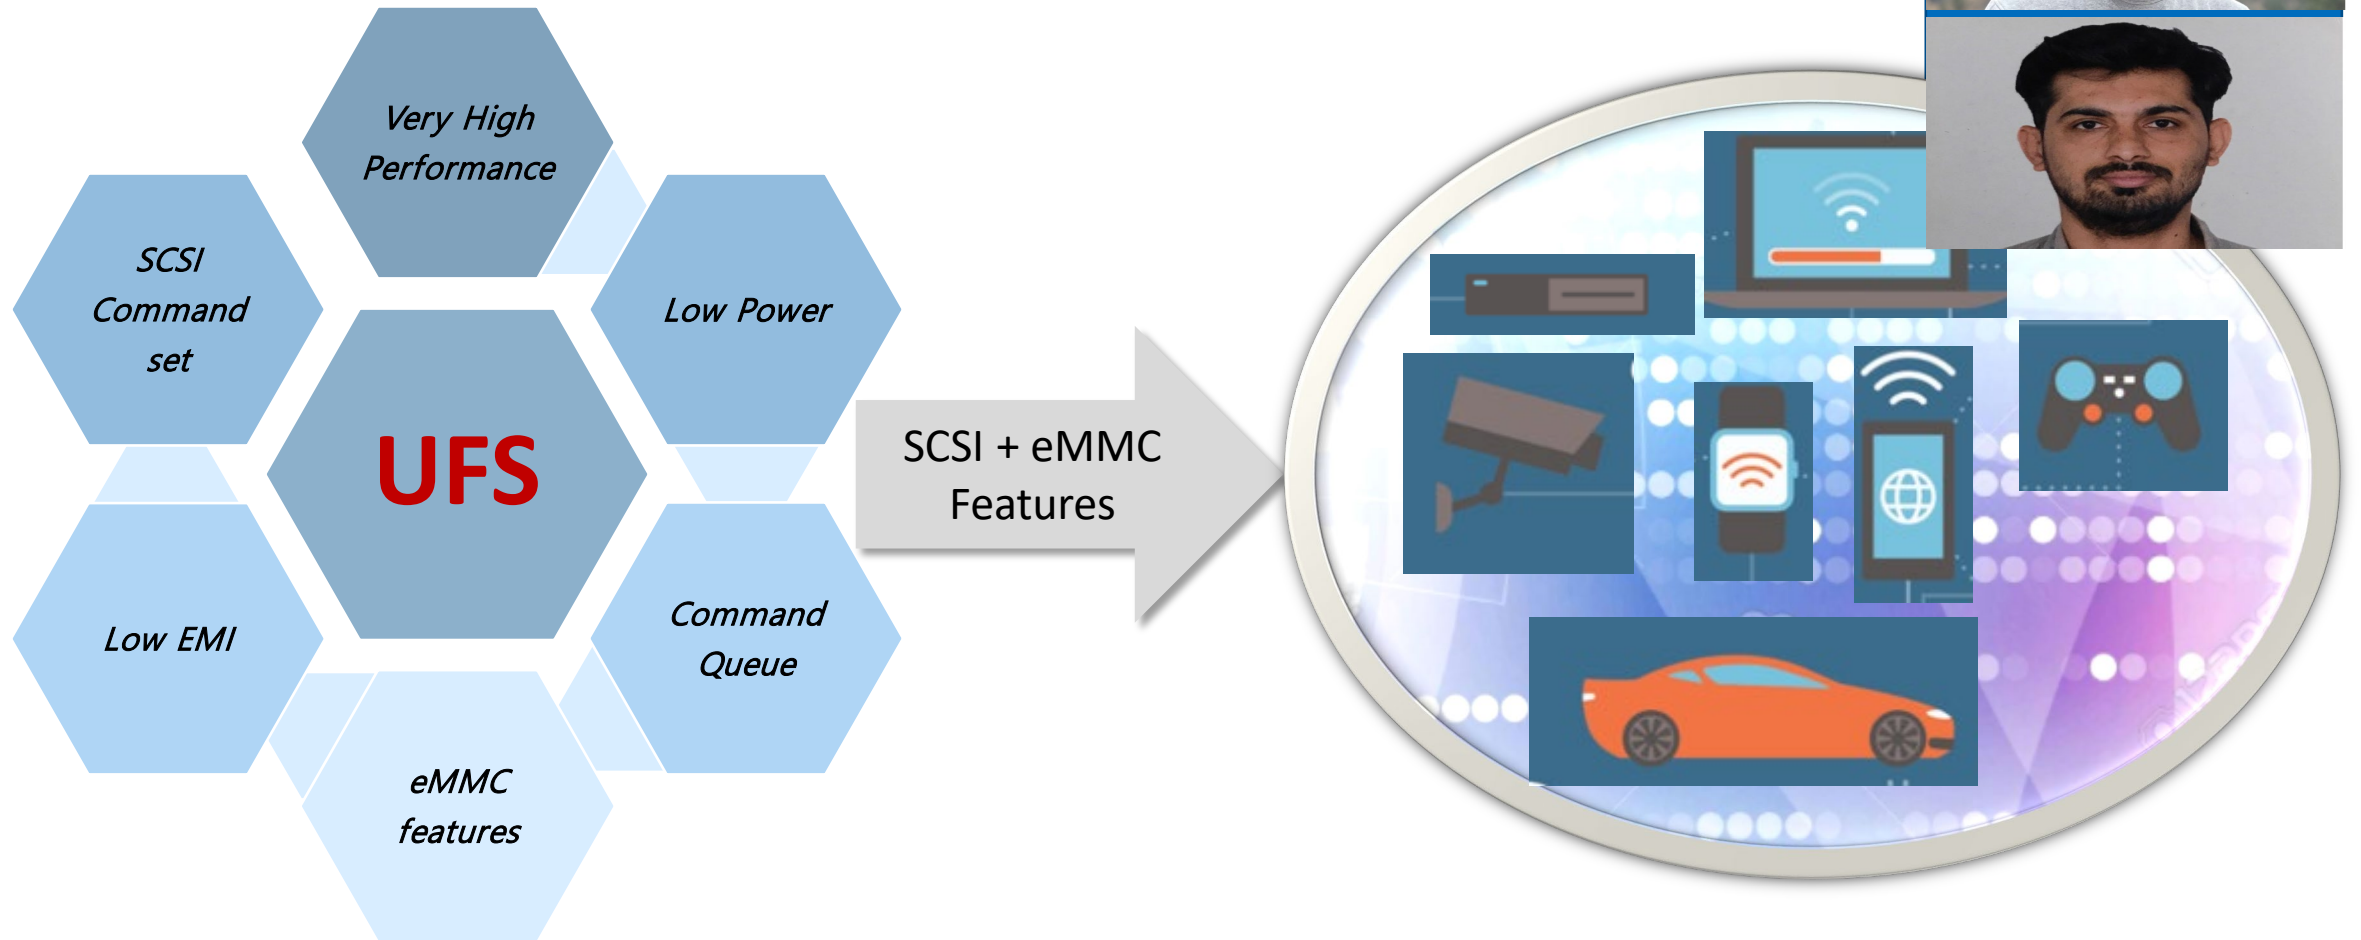 Very High
Performance
SCSI
Command
set
Low Power
UFS
SCSI + eMMC
Features
Low EMI
Command
Queue
eMMC
features